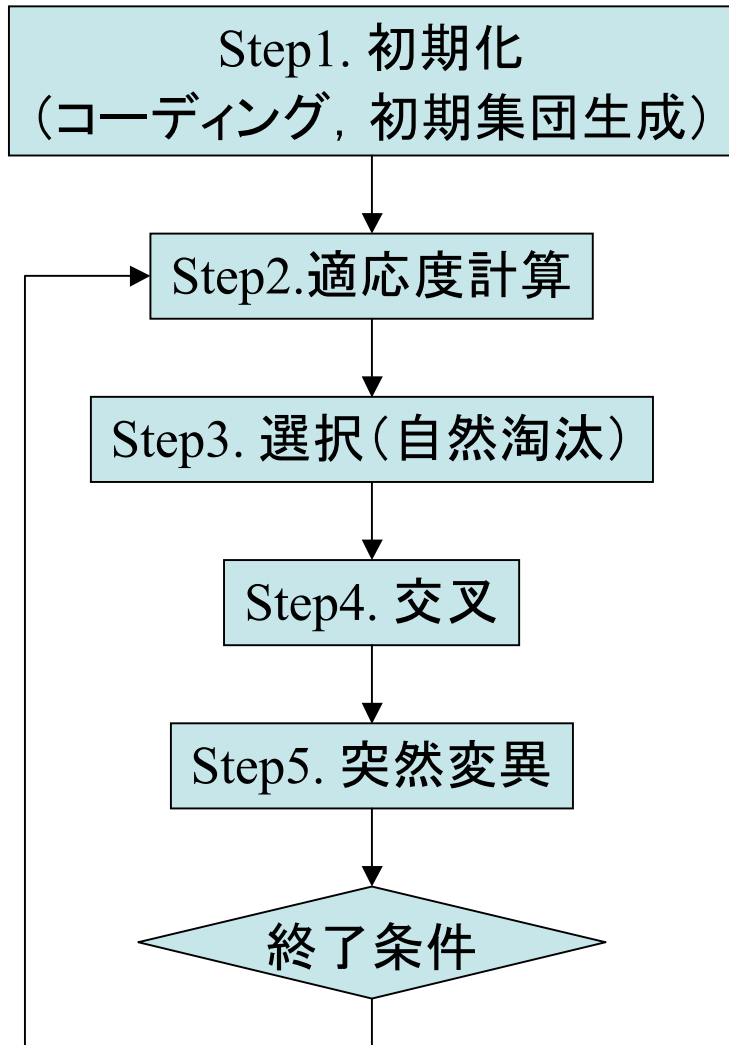 Step1. 初期化
(コーディング, 初期集団生成)
Step2.適応度計算
Step3. 選択(自然淘汰)
Step4. 交叉
Step5. 突然変異
終了条件